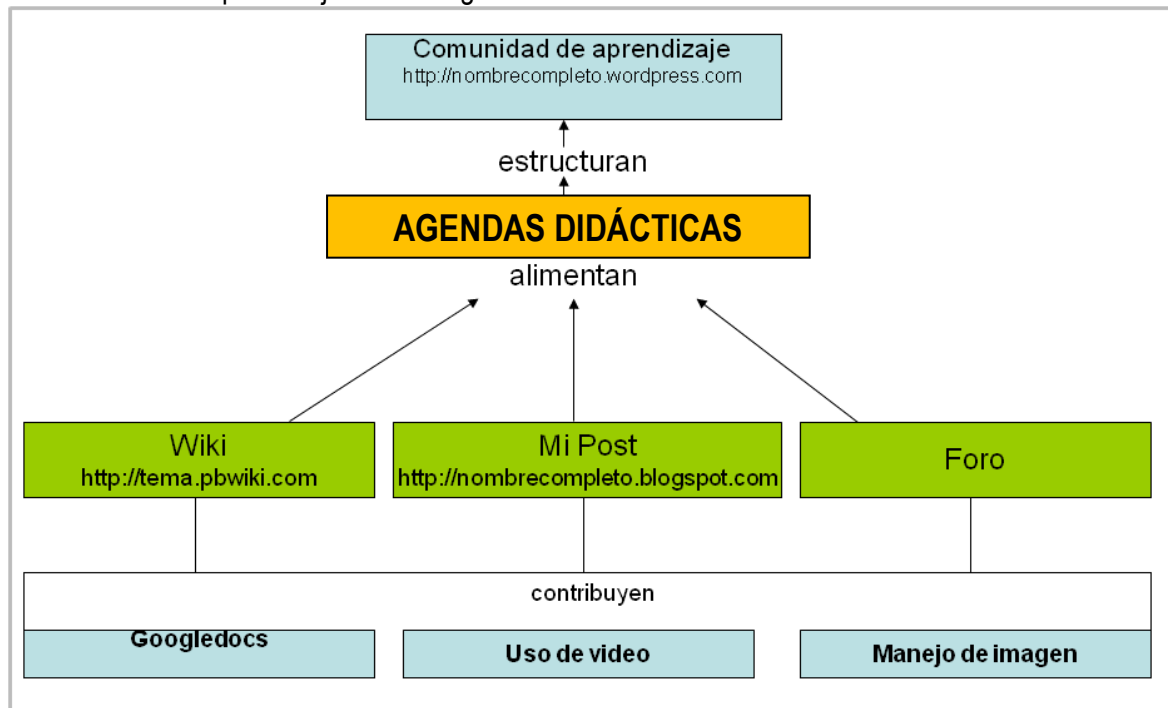 Comunidad de aprendizaje
http://nombrecompleto.wordpress.com
estructuran
AGENDAS DIDÁCTICAS
alimentan
Wiki
http://tema.pbwiki.com
Mi Post
http://nombrecompleto.blogspot.com
Foro
contribuyen
Googledocs
Uso de video
Manejo de imagen